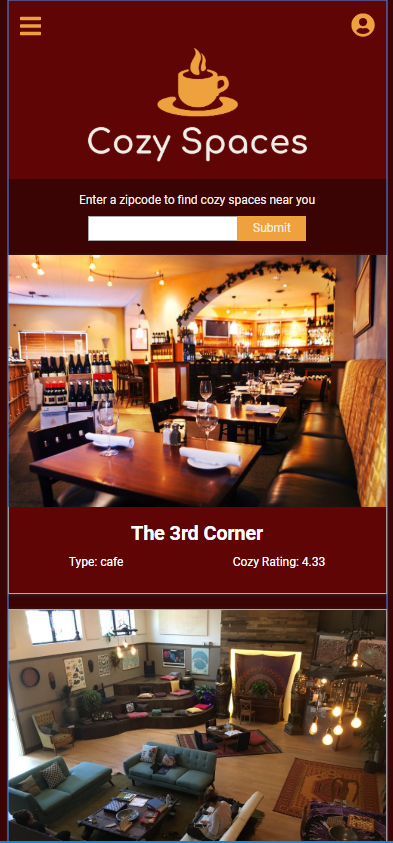 Cozy Spaces
Enter a zipcode to find cozy spaces near you
Submit
The 3rd Corner
Type: cafe
Cozy Rating: 4.33